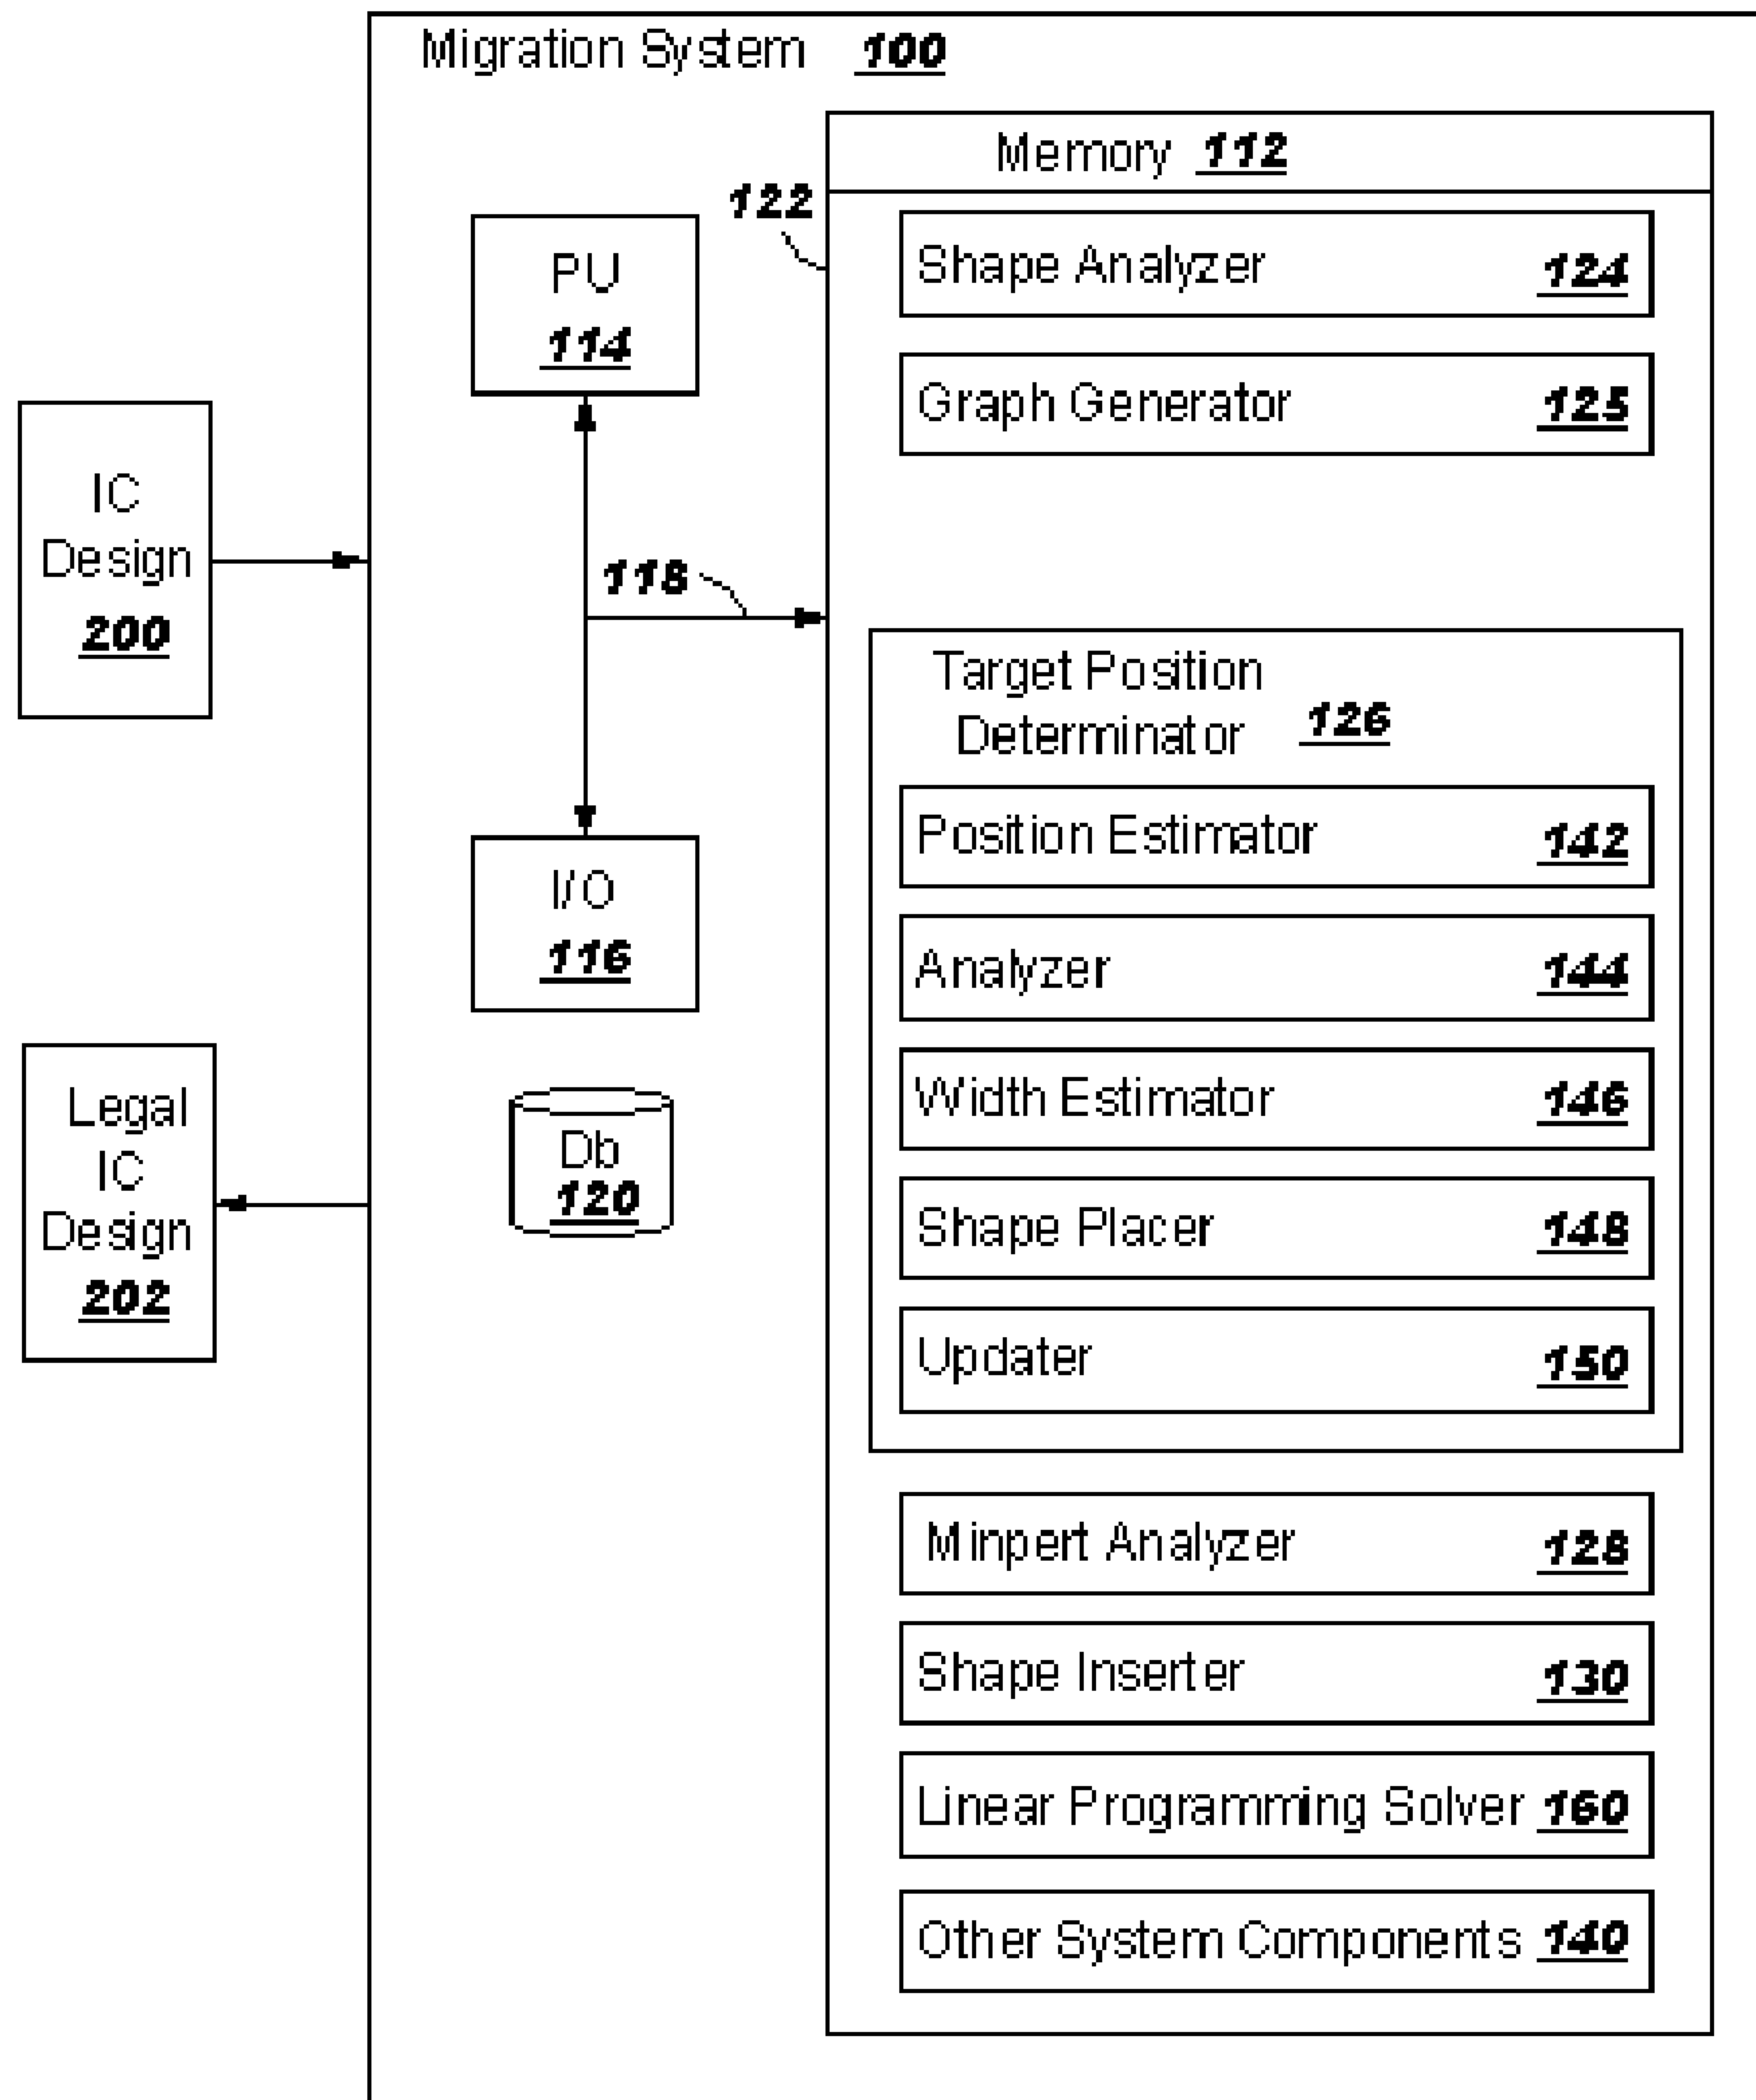 Migration System 100
Memory 112
122
Shape Analyzer 124
PU
114
Graph Generator 125
IC
Design
200
118
Target Position
Determinator 126
Position Estimator 142
I/O
116
Analyzer 144
Width Estimator 146
Legal
IC
Design
202
Db
120
Shape Placer 148
Updater 150
Minpert Analyzer 128
Shape Inserter 130
Linear Programming Solver 160
Other System Components 140